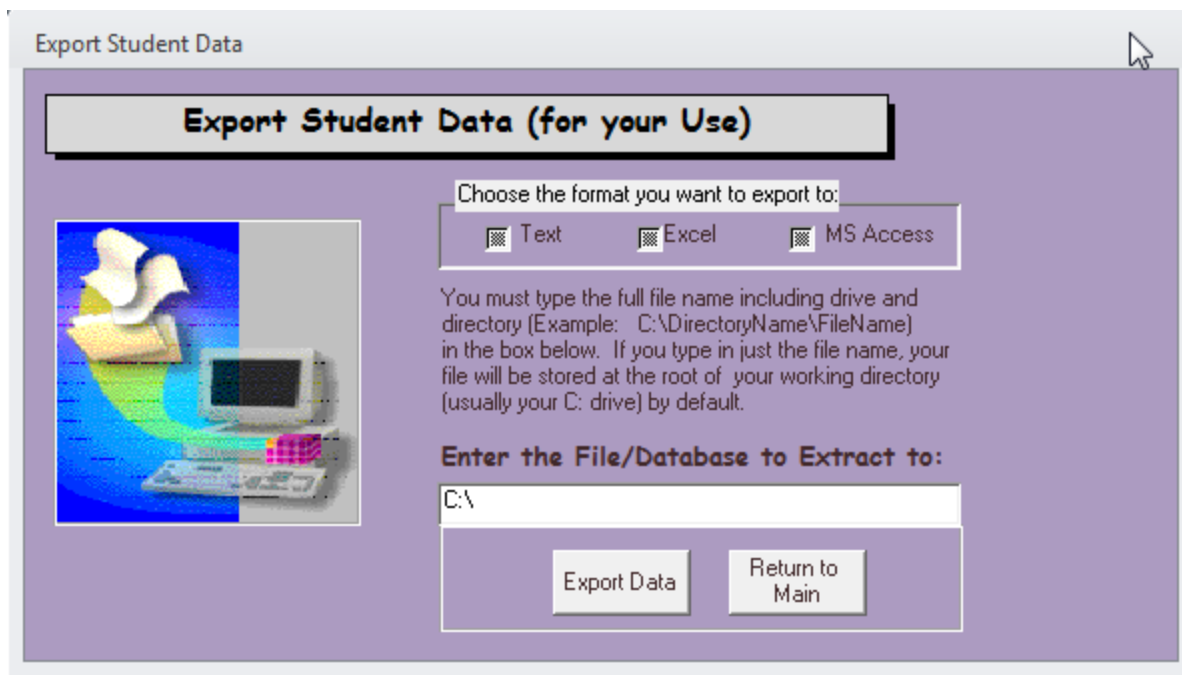 Export Student Data
Export Student Data (for your Use)
Choose the format you want to export to:
Text Excel MS Access
You must type the full file name including drive and
directory (Example: C:\DirectoryName\FileName)
in the box below. If you type in just the file name, your
file will be stored at the root of your working directory
(usually your C: drive) by default.
Enter the File/Database to Extract to:
C:\
Export Data
Return to
Main